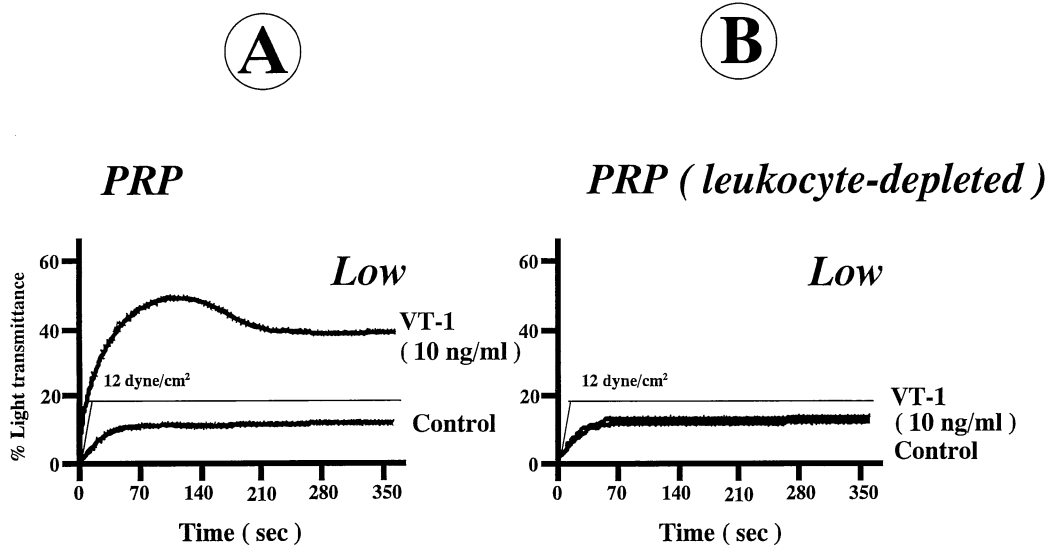 A
B
PRP
PRP ( leukocyte-depleted )
% Light transmittance
60
40
20
0
Low
VT-1
( 10 ng/ml )
12 dyne/cm²
Control
0 70 140 210 280 350
Time ( sec )
60
40
20
0
Low
12 dyne/cm²
VT-1
( 10 ng/ml )
Control
0 70 140 210 280 350
Time ( sec )